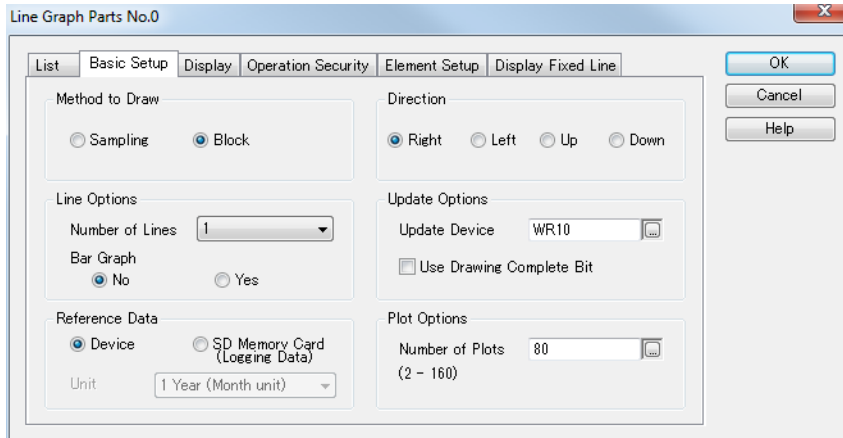 Line Graph Parts No.0
List Basic Setup Display Operation Security Element Setup Display Fixed Line
OK
Cancel
Help
Method to Draw
Sampling Block
Direction
Right Left Up Down
Line Options
Number of Lines 1
Bar Graph
No Yes
Update Options
Update Device WR10 ...
Use Drawing Complete Bit
Reference Data
Device SD Memory Card
(Logging Data)
Unit 1 Year (Month unit)
Plot Options
Number of Plots 80 ...
(2 - 160)